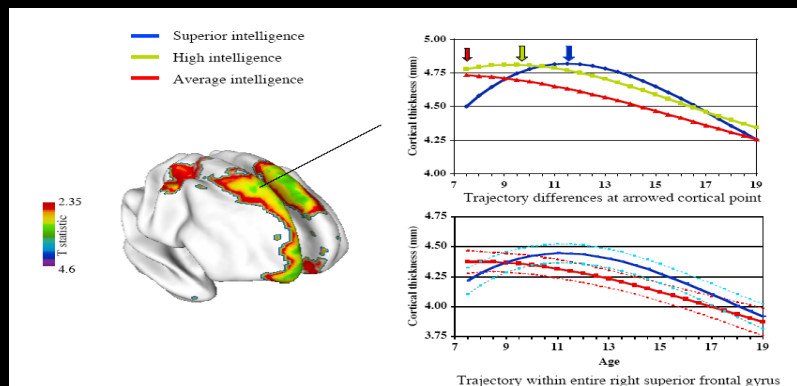 Superior intelligence
High intelligence
Average intelligence
2.35
T statistic
4.6
5.00
4.75
4.50
4.25
4.00
Cortical thickness (mm)
7 9 11 13 15 17 19
Trajectory differences at arrowed cortical point
4.75
4.50
4.25
4.00
3.75
Cortical thickness (mm)
7 9 11 13 15 17 19
Age
Trajectory within entire right superior frontal gyrus